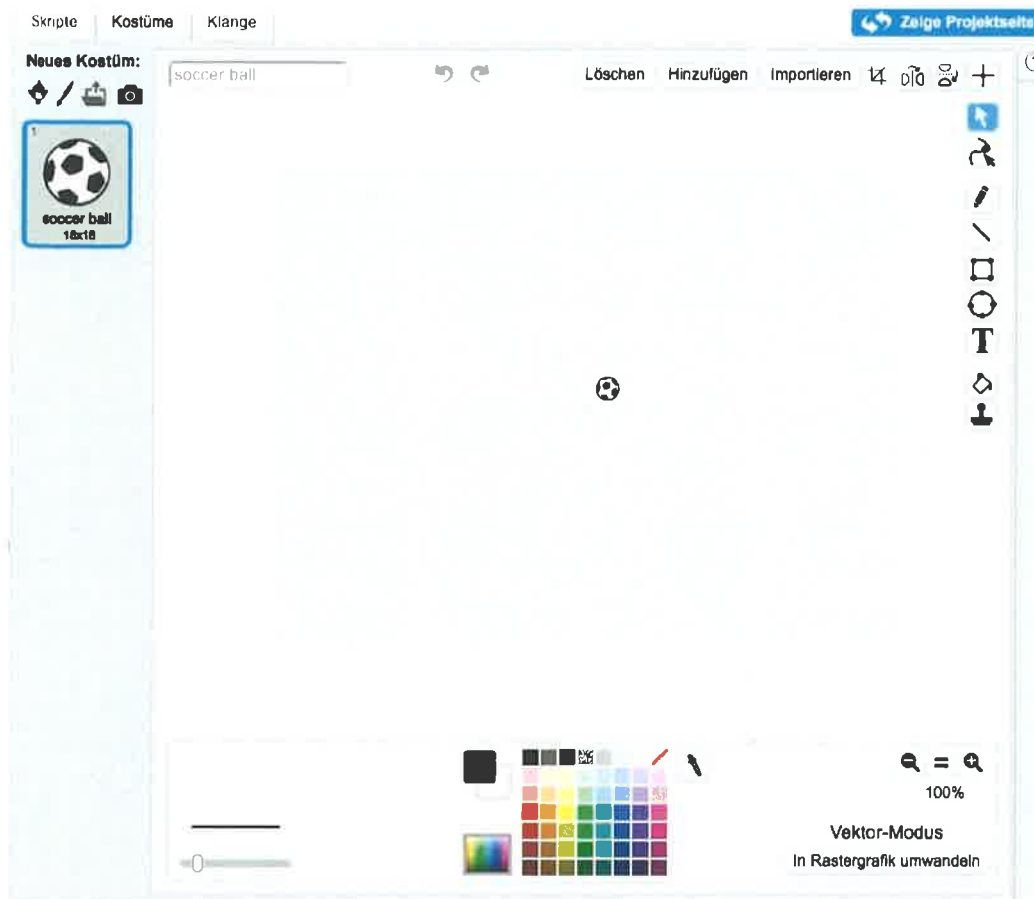 Skripte Kostüme Klänge Zeige Projektseite
Neues Kostüm:
soccer ball Löschen Hinzufügen Importieren
1
soccer ball
18x18
T
100%
Vektor-Modus
In Rastergrafik umwandeln